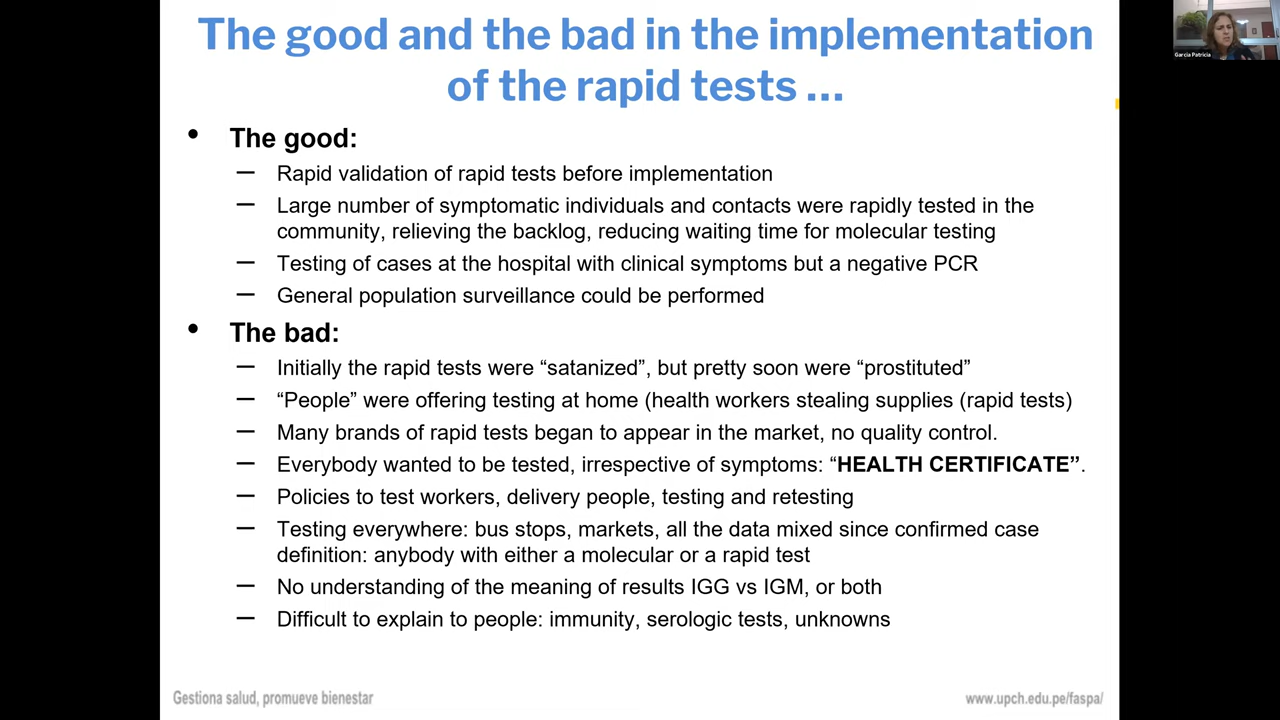 The good and the bad in the implementation
of the rapid tests ...
Garcia Patricia
• The good:
— Rapid validation of rapid tests before implementation
— Large number of symptomatic individuals and contacts were rapidly tested in the
community, relieving the backlog, reducing waiting time for molecular testing
— Testing of cases at the hospital with clinical symptoms but a negative PCR
— General population surveillance could be performed
• The bad:
— Initially the rapid tests were “satanized”, but pretty soon were “prostituted”
— “People” were offering testing at home (health workers stealing supplies (rapid tests)
— Many brands of rapid tests began to appear in the market, no quality control.
— Everybody wanted to be tested, irrespective of symptoms: “HEALTH CERTIFICATE”.
— Policies to test workers, delivery people, testing and retesting
— Testing everywhere: bus stops, markets, all the data mixed since confirmed case
definition: anybody with either a molecular or a rapid test
— No understanding of the meaning of results IGG vs IGM, or both
— Difficult to explain to people: immunity, serologic tests, unknowns
Gestiona salud, promueve bienestar
www.upch.edu.pe/faspa/